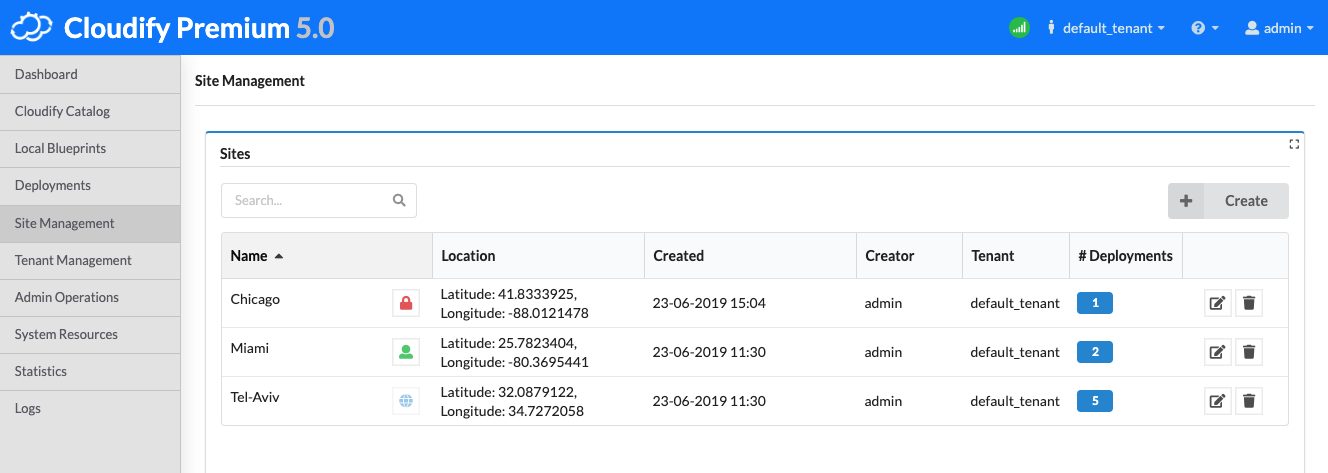 Cloudify Premium 5.0
default_tenant
admin
Dashboard
Cloudify Catalog
Local Blueprints
Deployments
Site Management
Tenant Management
Admin Operations
System Resources
Statistics
Logs
Site Management
Sites
Search...
Create
Name Location Created Creator Tenant # Deployments
Chicago Latitude: 41.8333925, 23-06-2019 15:04 admin default_tenant 1
Longitude: -88.0121478
Miami Latitude: 25.7823404, 23-06-2019 11:30 admin default_tenant 2
Longitude: -80.3695441
Tel-Aviv Latitude: 32.0879122, 23-06-2019 11:30 admin default_tenant 5
Longitude: 34.7272058